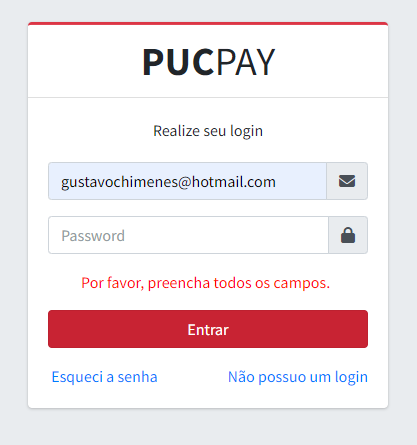 PUCPAY
Realize seu login
gustavochimenes@hotmail.com
Password
Por favor, preencha todos os campos.
Entrar
Esqueci a senha Não possuo um login